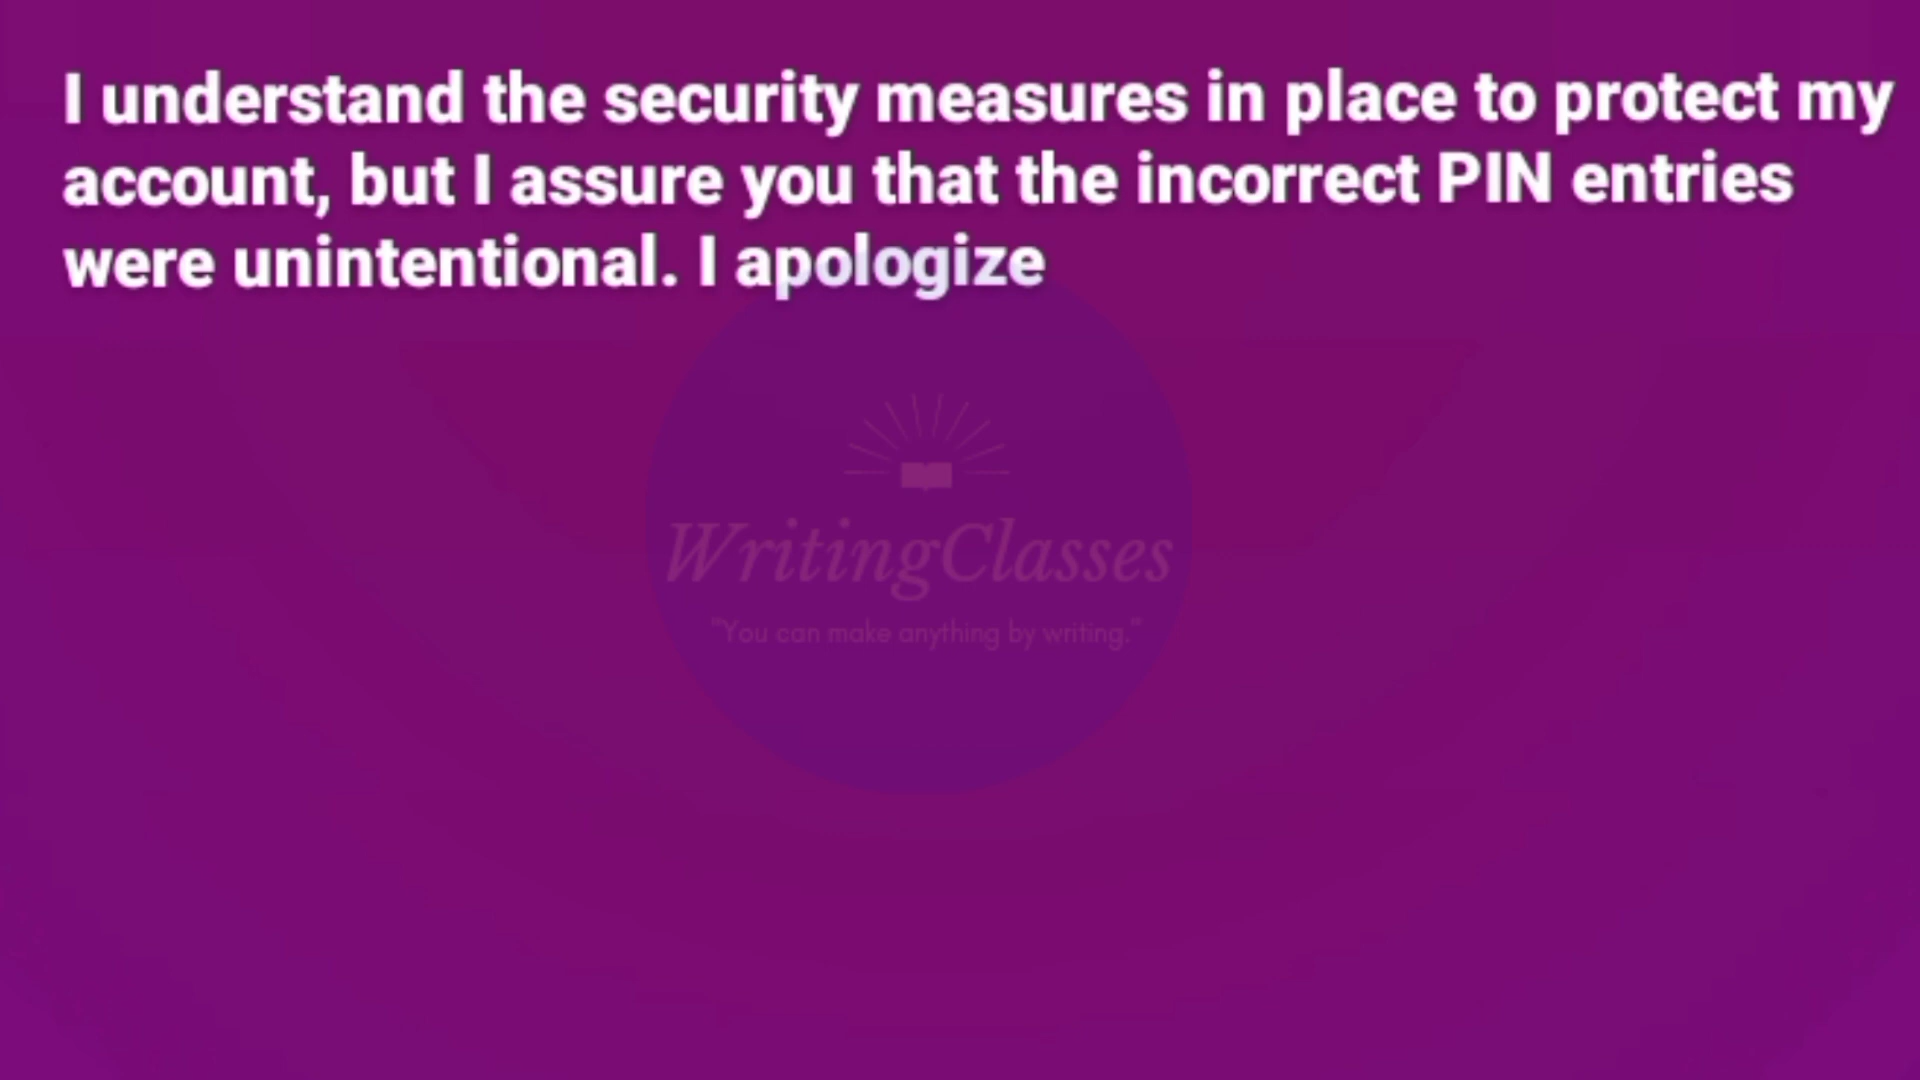 I understand the security measures in place to protect my
account, but I assure you that the incorrect PIN entries
were unintentional. I apologize
WritingClasses
"You can make anything by writing."